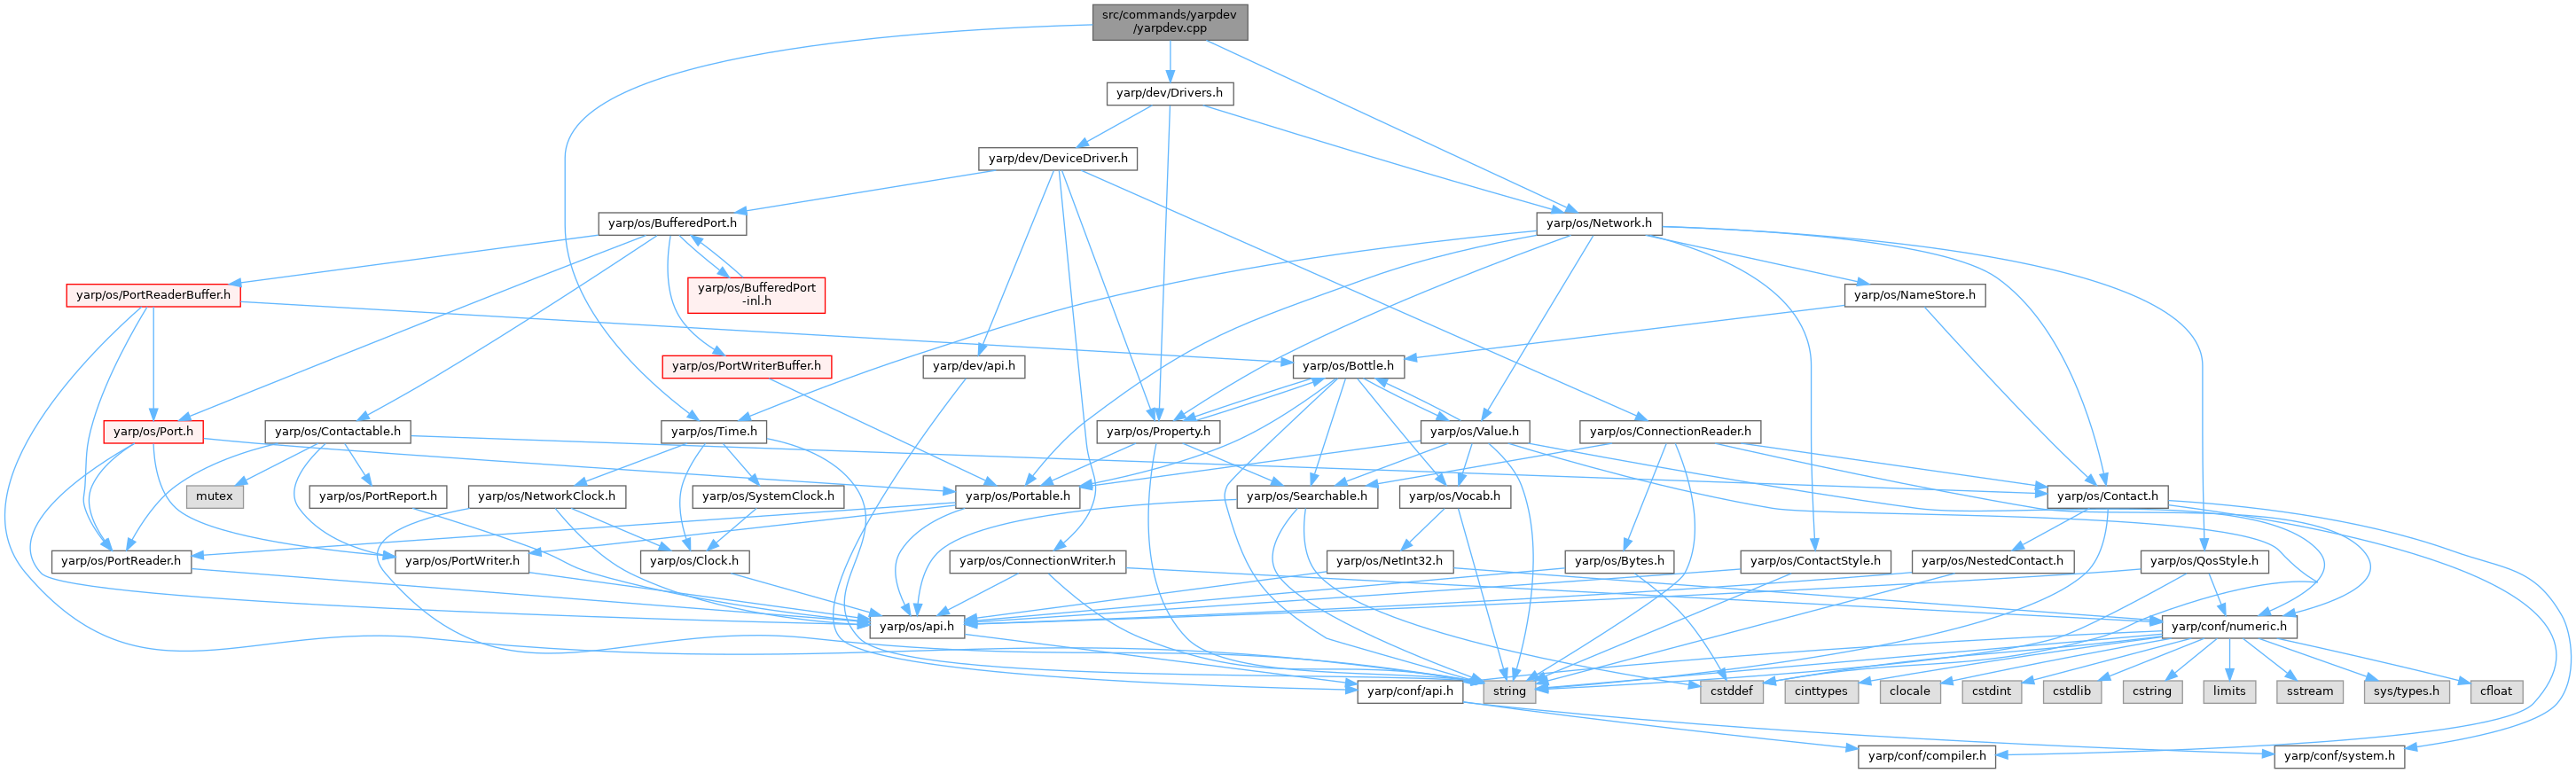 src/commands/yarpdev
/yarpdev.cpp
yarp/dev/Drivers.h
yarp/dev/DeviceDriver.h
yarp/os/BufferedPort.h
yarp/os/Network.h
yarp/os/PortReaderBuffer.h
yarp/os/BufferedPort
-inl.h
yarp/os/NameStore.h
yarp/os/PortWriterBuffer.h
yarp/dev/api.h
yarp/os/Bottle.h
yarp/os/Port.h
yarp/os/Contactable.h
yarp/os/Time.h
yarp/os/Property.h
yarp/os/Value.h
yarp/os/ConnectionReader.h
mutex
yarp/os/PortReport.h
yarp/os/NetworkClock.h
yarp/os/SystemClock.h
yarp/os/Portable.h
yarp/os/Searchable.h
yarp/os/Vocab.h
yarp/os/Contact.h
yarp/os/PortReader.h
yarp/os/PortWriter.h
yarp/os/Clock.h
yarp/os/ConnectionWriter.h
yarp/os/NetInt32.h
yarp/os/Bytes.h
yarp/os/ContactStyle.h
yarp/os/NestedContact.h
yarp/os/QosStyle.h
yarp/os/api.h
yarp/conf/numeric.h
yarp/conf/api.h
string
cstddef
cinttypes
clocale
cstdint
cstdlib
cstring
limits
sstream
sys/types.h
cfloat
yarp/conf/compiler.h
yarp/conf/system.h